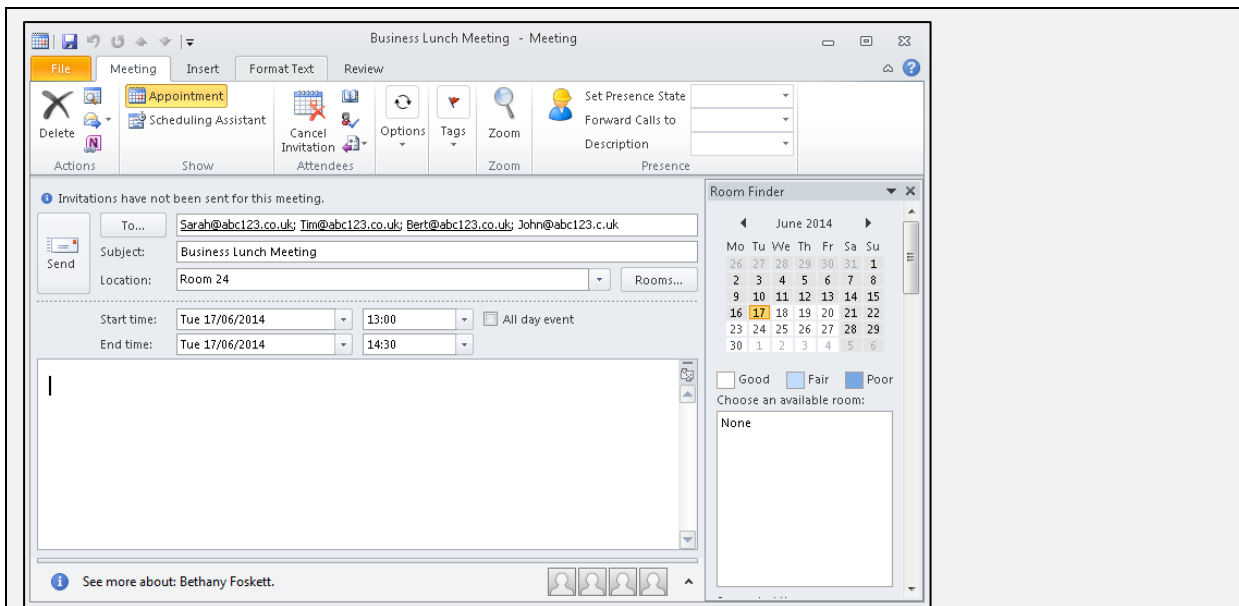 Business Lunch Meeting - Meeting
File Meeting Insert Format Text Review
Delete
Appointment
Scheduling Assistant
Cancel
Invitation
Options
Tags
Zoom
Set Presence State
Forward Calls to
Description
Actions Show Attendees Zoom Presence
Invitations have not been sent for this meeting.
Send
To... Sarah@abc123.co.uk; Tim@abc123.co.uk; Bert@abc123.co.uk; John@abc123.c.uk
Subject: Business Lunch Meeting
Location: Room 24 Rooms...
Start time: Tue 17/06/2014 13:00 All day event
End time: Tue 17/06/2014 14:30
See more about: Bethany Foskett.
Room Finder
June 2014
Mo Tu We Th Fr Sa Su
26 27 28 29 30 31 1
2 3 4 5 6 7 8
9 10 11 12 13 14 15
16 17 18 19 20 21 22
23 24 25 26 27 28 29
30 1 2 3 4 5 6
Good Fair Poor
Choose an available room:
None